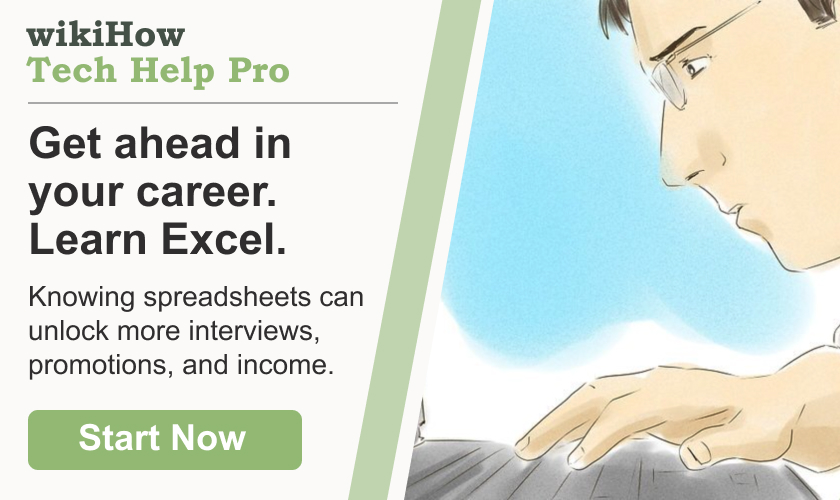 wikiHow
Tech Help Pro
Get ahead in
your career.
Learn Excel.
Knowing spreadsheets can
unlock more interviews,
promotions, and income.
Start Now